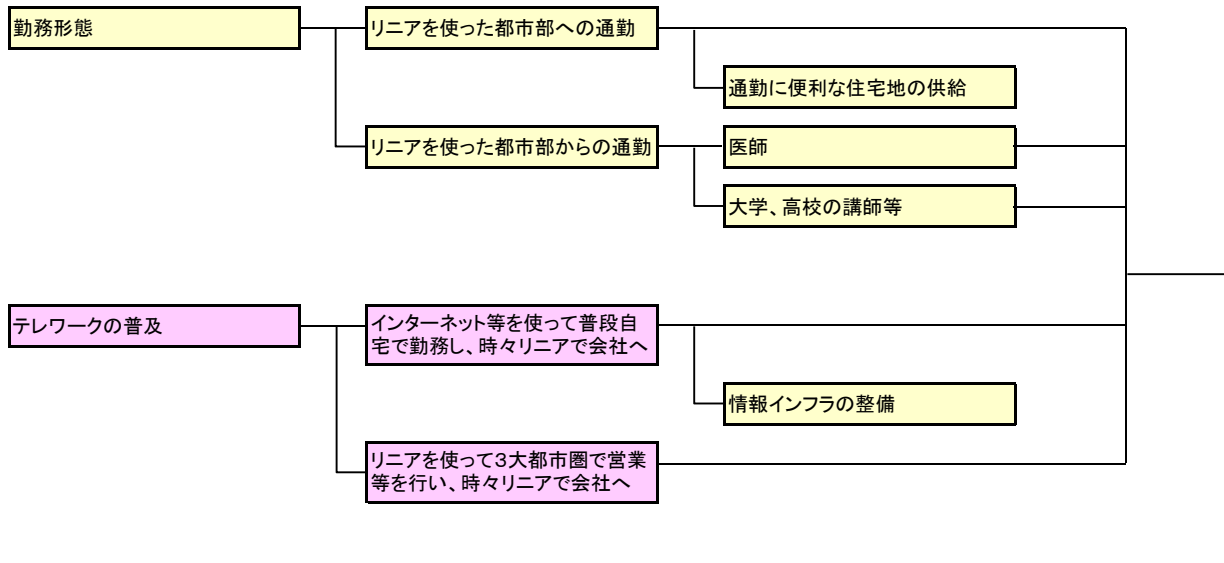 勤務形態
リニアを使った都市部への通勤
通勤に便利な住宅地の供給
リニアを使った都市部からの通勤
医師
大学、高校の講師等
テレワークの普及
インターネット等を使って普段自
宅で勤務し、時々リニアで会社へ
情報インフラの整備
リニアを使って3大都市圏で営業
等を行い、時々リニアで会社へ